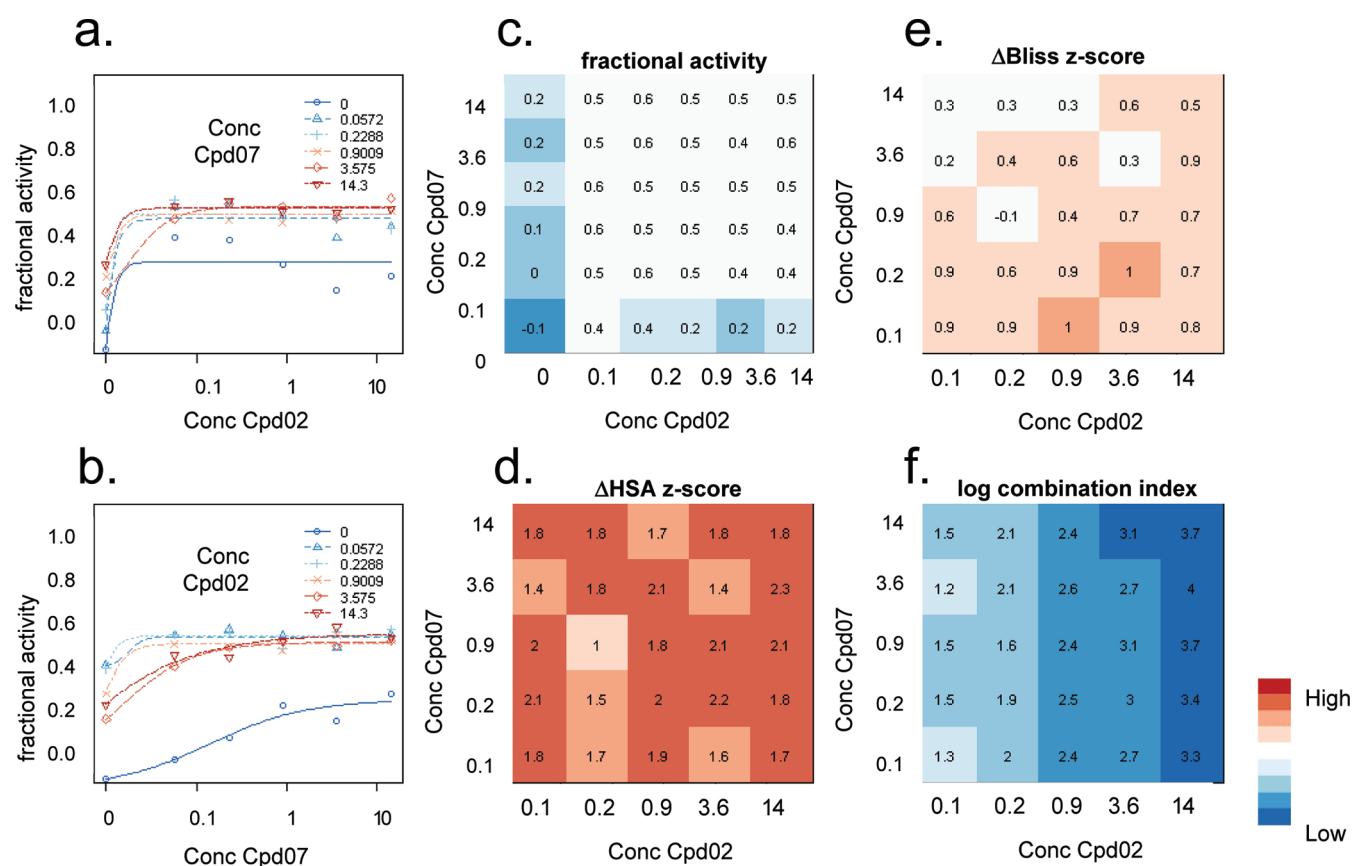 a.
1.0
0.8
0.6
0.4
0.2
0.0
fractional activity
Conc
Cpd07
0
0.0572
0.2288
0.9009
3.575
14.3
0 0.1 1 10
Conc Cpd02
b.
1.0
0.8
0.6
0.4
0.2
0.0
fractional activity
Conc
Cpd02
0
0.0572
0.2288
0.9009
3.575
14.3
0 0.1 1 10
Conc Cpd07
c.
fractional activity
Conc Cpd07
14
3.6
0.9
0.2
0.1
0
0.2 0.5 0.6 0.5 0.5 0.5
0.2 0.5 0.6 0.5 0.4 0.6
0.2 0.6 0.5 0.5 0.5 0.5
0.1 0.6 0.5 0.5 0.5 0.4
0 0.5 0.6 0.5 0.4 0.4
-0.1 0.4 0.4 0.2 0.2 0.2
0 0.1 0.2 0.9 3.6 14
Conc Cpd02
d.
ΔHSA z-score
Conc Cpd07
14 1.8 1.8 1.7 1.8 1.8
3.6 1.4 1.8 2.1 1.4 2.3
0.9 2 1 1.8 2.1 2.1
0.2 2.1 1.5 2 2.2 1.8
0.1 1.8 1.7 1.9 1.6 1.7
0.1 0.2 0.9 3.6 14
Conc Cpd02
e.
ΔBliss z-score
Conc Cpd07
14 0.3 0.3 0.3 0.6 0.5
3.6 0.2 0.4 0.6 0.3 0.9
0.9 0.6 -0.1 0.4 0.7 0.7
0.2 0.9 0.6 0.9 1 0.7
0.1 0.9 0.9 1 0.9 0.8
0.1 0.2 0.9 3.6 14
Conc Cpd02
f.
log combination index
Conc Cpd07
14 1.5 2.1 2.4 3.1 3.7
3.6 1.2 2.1 2.6 2.7 4
0.9 1.5 1.6 2.4 3.1 3.7
0.2 1.5 1.9 2.5 3 3.4
0.1 1.3 2 2.4 2.7 3.3
0.1 0.2 0.9 3.6 14
Conc Cpd02
High
Low